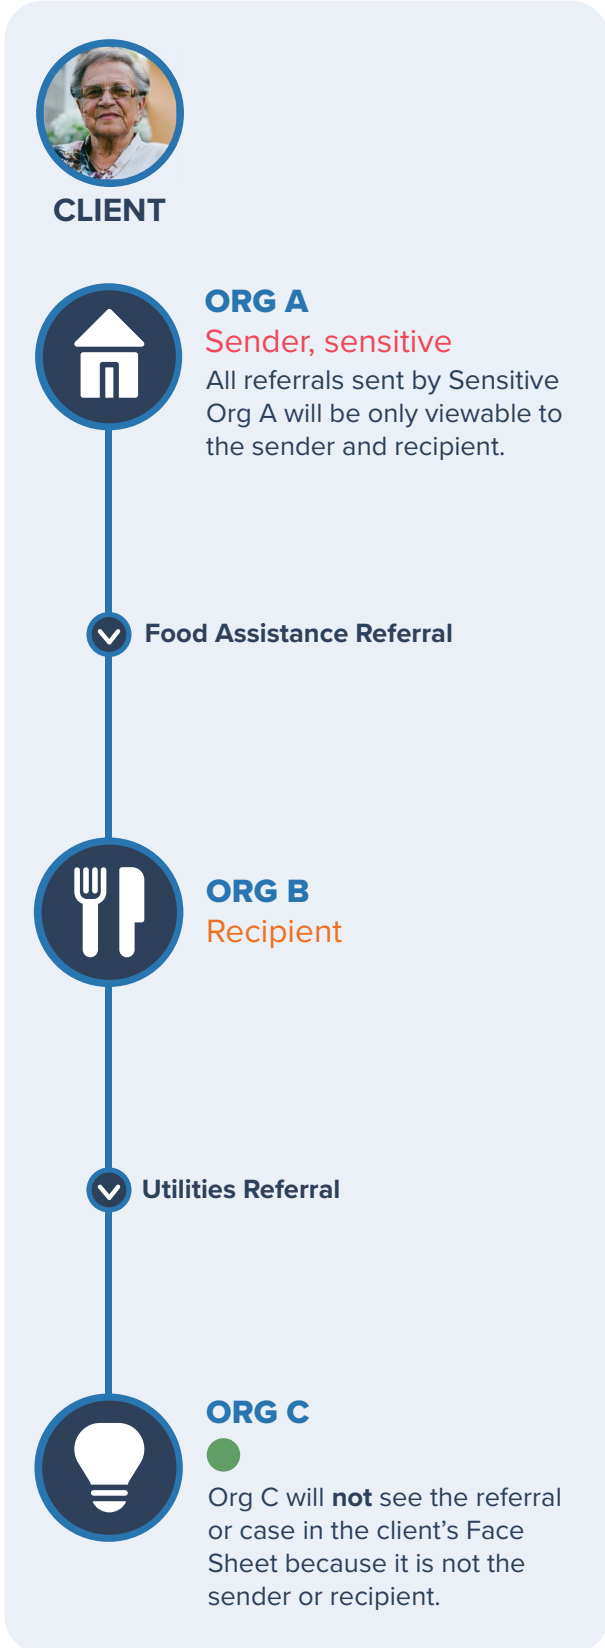 CLIENT
ORG A
Sender, sensitive
All referrals sent by Sensitive
Org A will be only viewable to
the sender and recipient.
Food Assistance Referral
ORG B
Recipient
Utilities Referral
ORG C
Org C will not see the referral
or case in the client’s Face
Sheet because it is not the
sender or recipient.